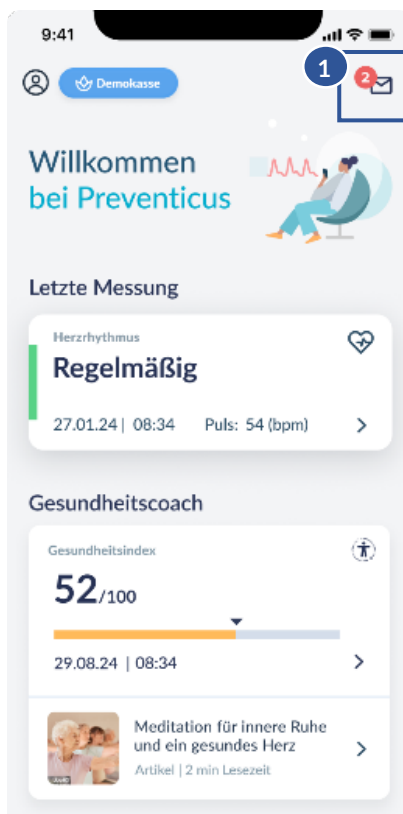 9:41
1
2
Demokasse
Willkommen
bei Preventicus
Letzte Messung
Herzrhythmus
Regelmäßig
27.01.24 | 08:34 Puls: 54 (bpm)
Gesundheitscoach
Gesundheitsindex
52/100
29.08.24 | 08:34
Meditation für innere Ruhe
und ein gesundes Herz
Artikel | 2 min Lesezeit